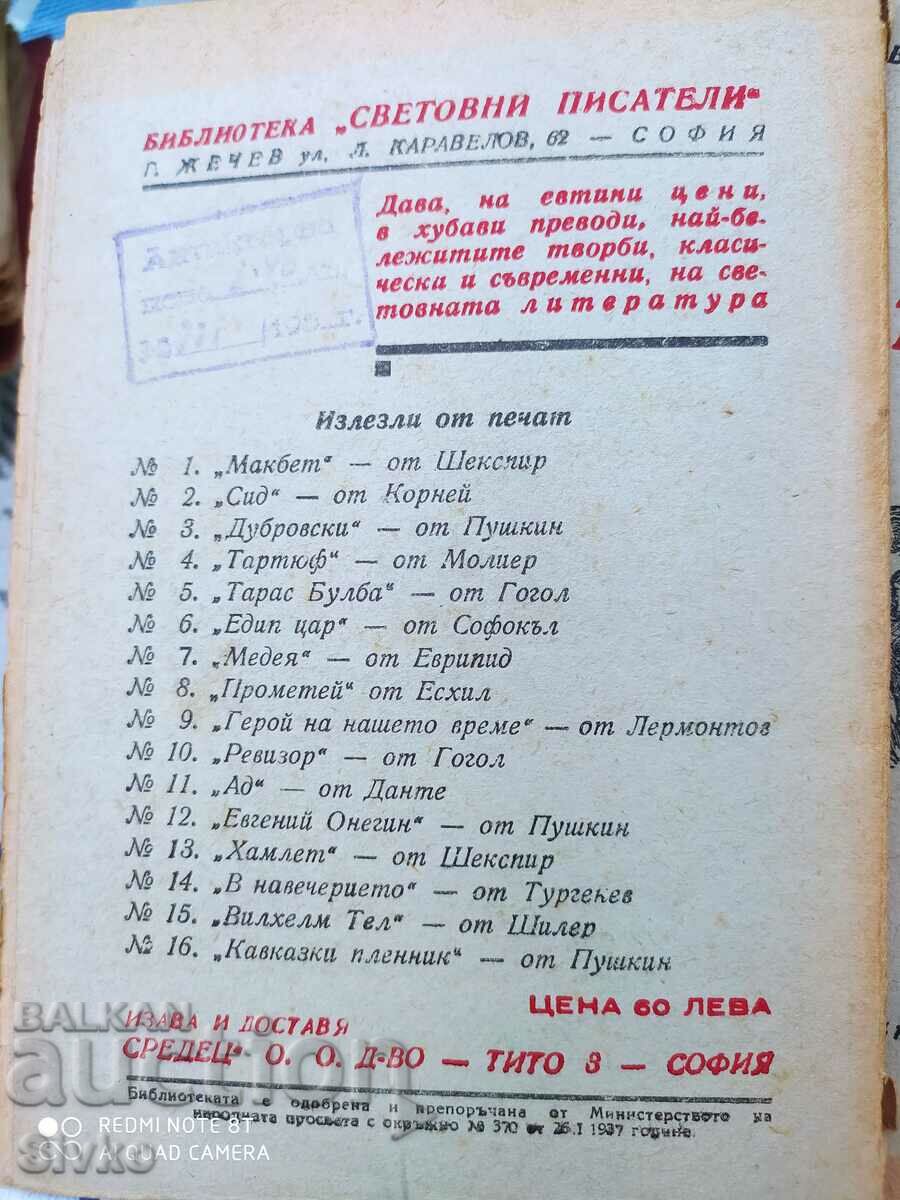 БИБЛИОТЕКА „СВЕТОВНИ ПИСАТЕЛИ“
Г. ЖЕЧЕВ ул. Л. КАРАВЕЛОВ, 62 — СОФИЯ
Дава, на евтини цени,
в хубави преводи, най-бе-
лежитите творби, класи-
чески и съвременни, на све-
товната литература
Излезли от печат
№ 1. „Макбет“ — от Шекспир
№ 2. „Сид“ — от Корней
№ 3. „Дубровски“ — от Пушкин
№ 4. „Тартюф“ — от Молиер
№ 5. „Тарас Булба“ — от Гогол
№ 6. „Едип цар“ — от Софокъл
№ 7. „Медея“ — от Еврипид
№ 8. „Прометей“ от Есхил
№ 9. „Герой на нашето време“ — от Лермонтов
№ 10. „Ревизор“ — от Гогол
№ 11. „Ад“ — от Данте
№ 12. „Евгений Онегин“ — от Пушкин
№ 13. „Хамлет“ — от Шекспир
№ 14. „В навечерието“ — от Тургекев
№ 15. „Вилхелм Тел“ — от Шилер
№ 16. „Кавказки пленник“ — от Пушкин
ЦЕНА 60 ЛЕВА
ИЗАВА И ДОСТАВЯ
СРЕДЕЦ“ О. О. Д-ВО — ТИТО 3 — СОФИЯ
Библиотеката е одобрена и препоръчана от Министерството на
народната просвета с окръжно № 370 от 26.I 1937 година.
BALKAN
auction
REDMI NOTE 8T
AI QUAD CAMERA
Sivko